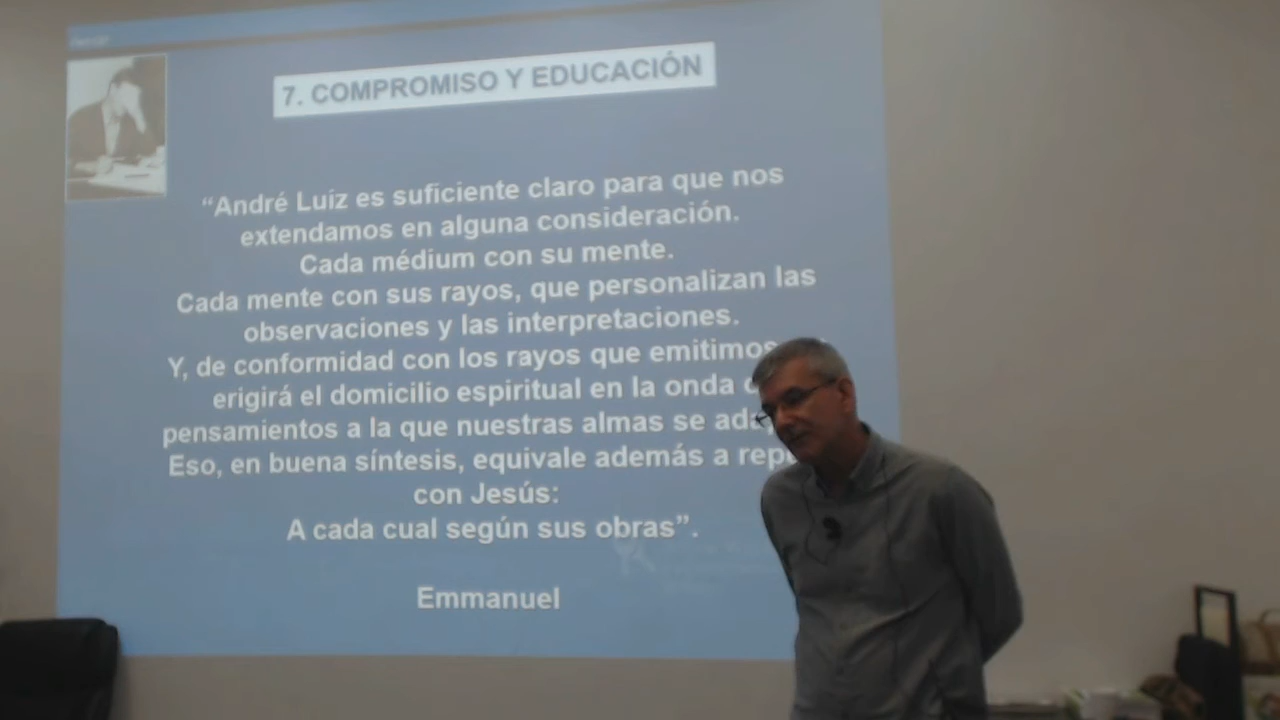 7. COMPROMISO Y EDUCACIÓN
“André Luíz es suficiente claro para que nos
extendamos en alguna consideración.
Cada médium con su mente.
Cada mente con sus rayos, que personalizan las
observaciones y las interpretaciones.
Y, de conformidad con los rayos que emitimos
erigirá el domicilio espiritual en la onda
pensamientos a la que nuestras almas se
Eso, en buena síntesis, equivale además a
con Jesús:
A cada cual según sus obras”.
Emmanuel